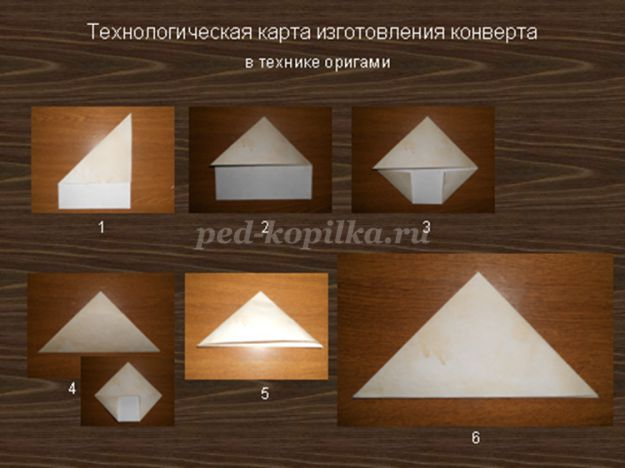 Технологическая карта изготовления конверта
в технике оригами
1
2
3
ped-kopilka.ru
4
5
6